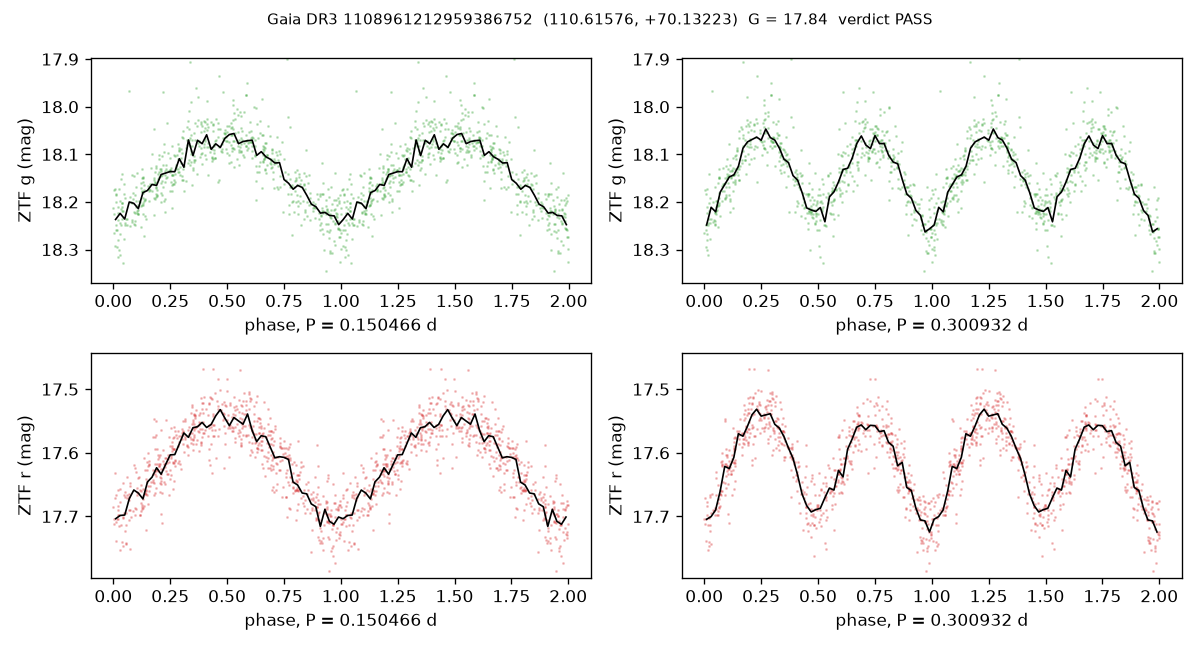 Gaia DR3 1108961212959386752 (110.61576, +70.13223) G = 17.84 verdict PASS
ZTF g (mag)
17.9
18.0
18.1
18.2
18.3
0.00 0.25 0.50 0.75 1.00 1.25 1.50 1.75 2.00
phase, P = 0.150466 d
ZTF g (mag)
17.9
18.0
18.1
18.2
18.3
0.00 0.25 0.50 0.75 1.00 1.25 1.50 1.75 2.00
phase, P = 0.300932 d
ZTF r (mag)
17.5
17.6
17.7
0.00 0.25 0.50 0.75 1.00 1.25 1.50 1.75 2.00
phase, P = 0.150466 d
ZTF r (mag)
17.5
17.6
17.7
0.00 0.25 0.50 0.75 1.00 1.25 1.50 1.75 2.00
phase, P = 0.300932 d